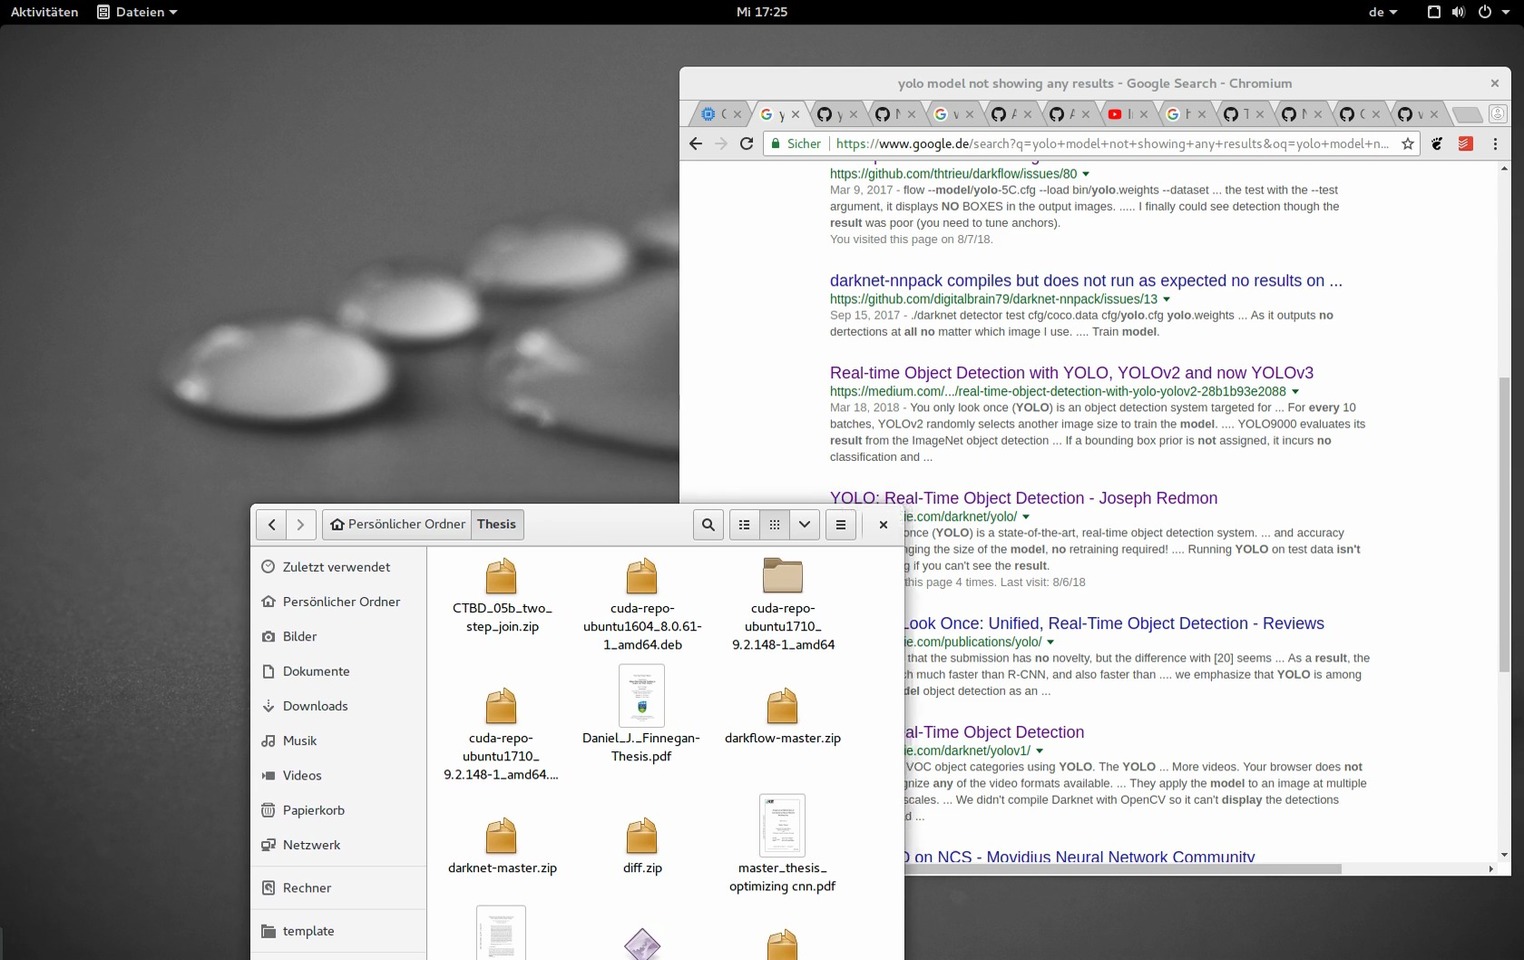 Aktivitäten
Dateien
Mi 17:25
de
yolo model not showing any results - Google Search - Chromium
Sicher
https://www.google.de/search?q=yolo+model+not+showing+any+results&oq=yolo+model+n...
https://github.com/thtrieu/darkflow/issues/80
Mar 9, 2017 - flow --model/yolo-5C.cfg --load bin/yolo.weights --dataset ... the test with the --test
argument, it displays NO BOXES in the output images. ..... I finally could see detection though the
result was poor (you need to tune anchors).
You visited this page on 8/7/18.
darknet-nnpack compiles but does not run as expected no results on ...
https://github.com/digitalbrain79/darknet-nnpack/issues/13
Sep 15, 2017 - ./darknet detector test cfg/coco.data cfg/yolo.cfg yolo.weights ... As it outputs no
dertections at all no matter which image I use. .... Train model.
Real-time Object Detection with YOLO, YOLOv2 and now YOLOv3
https://medium.com/.../real-time-object-detection-with-yolo-yolov2-28b1b93e2088
Mar 18, 2018 - You only look once (YOLO) is an object detection system targeted for ... For every 10
batches, YOLOv2 randomly selects another image size to train the model. .... YOLO9000 evaluates its
result from the ImageNet object detection ... If a bounding box prior is not assigned, it incurs no
classification and ...
YOLO: Real-Time Object Detection - Joseph Redmon
ie.com/darknet/yolo/
once (YOLO) is a state-of-the-art, real-time object detection system. ... and accuracy
nging the size of the model, no retraining required! .... Running YOLO on test data isn't
g if you can't see the result.
this page 4 times. Last visit: 8/6/18
Look Once: Unified, Real-Time Object Detection - Reviews
ie.com/publications/yolo/
that the submission has no novelty, but the difference with [20] seems ... As a result, the
ch much faster than R-CNN, and also faster than .... we emphasize that YOLO is among
del object detection as an ...
al-Time Object Detection
ie.com/darknet/yolov1/
VOC object categories using YOLO. The YOLO ... More videos. Your browser does not
gnize any of the video formats available. ... They apply the model to an image at multiple
scales. ... We didn't compile Darknet with OpenCV so it can't display the detections
d ...
O on NCS - Movidius Neural Network Community
Persönlicher Ordner
Thesis
Zuletzt verwendet
Persönlicher Ordner
Bilder
Dokumente
Downloads
Musik
Videos
Papierkorb
Netzwerk
Rechner
template
CTBD_05b_two_
step_join.zip
cuda-repo-
ubuntu1604_8.0.61-
1_amd64.deb
cuda-repo-
ubuntu1710_
9.2.148-1_amd64
cuda-repo-
ubuntu1710_
9.2.148-1_amd64....
Daniel_J._Finnegan-
Thesis.pdf
darkflow-master.zip
darknet-master.zip
diff.zip
master_thesis_
optimizing cnn.pdf